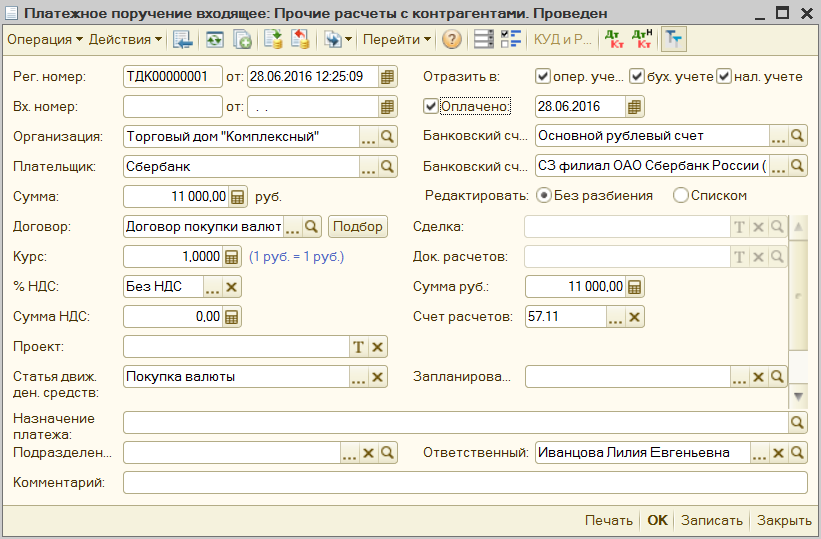 Платежное поручение входящее: Прочие расчеты с контрагентами. Проведен
Операция Действия Перейти ? КУД и Р... Дт Кт Дт Н Кт Тт
Рег. номер: ТДК00000001 от: 28.06.2016 12:25:09 Отразить в: опер. уче... бух. учете нал. учете
Вх. номер: от: . . Оплачено: 28.06.2016
Организация: Торговый дом "Комплексный" ... Банковский сч... Основной рублевый счет ...
Плательщик: Сбербанк ... Банковский сч... СЗ филиал ОАО Сбербанк России ( ...
Сумма: 11 000,00 руб. Редактировать: Без разбиения Списком
Договор: Договор покупки валют ... Подбор Сделка: T
Курс: 1,0000 (1 руб. = 1 руб.) Док. расчетов: T
% НДС: Без НДС ... Сумма руб.: 11 000,00
Сумма НДС: 0,00 Счет расчетов: 57.11 ...
Проект: T
Статья движ. ден. средств: Покупка валюты ... Запланирова... ...
Назначение платежа:
Подразделен... ... Ответственный: Иванцова Лилия Евгеньевна ...
Комментарий:
Печать OK Записать Закрыть